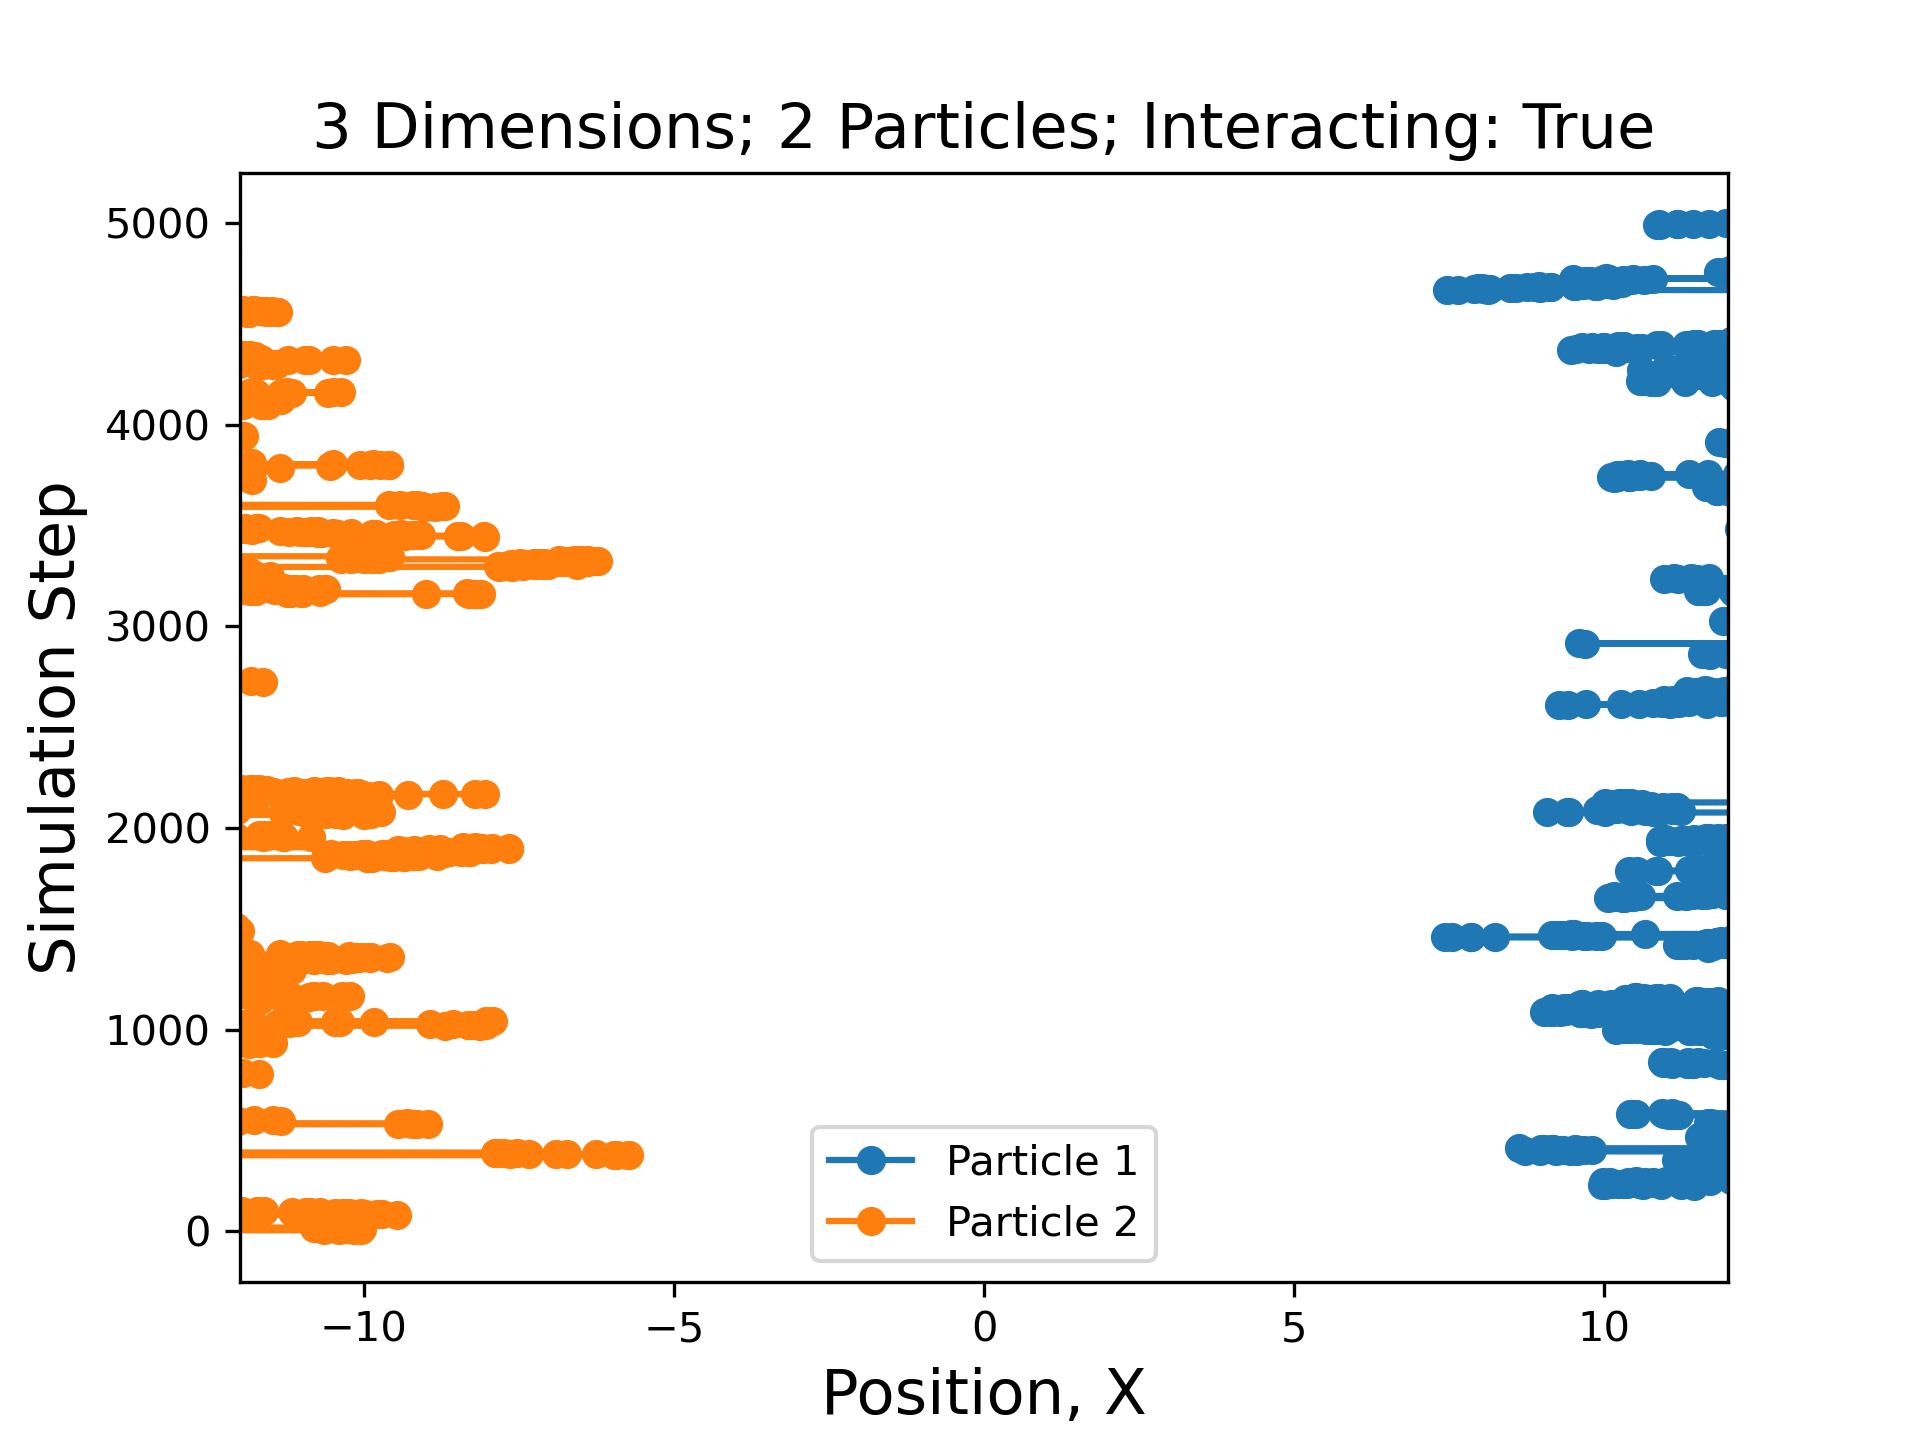 3 Dimensions; 2 Particles; Interacting: True
Simulation Step
5000
4000
3000
2000
1000
0
Particle 1
Particle 2
−10
−5
0
5
10
Position, X